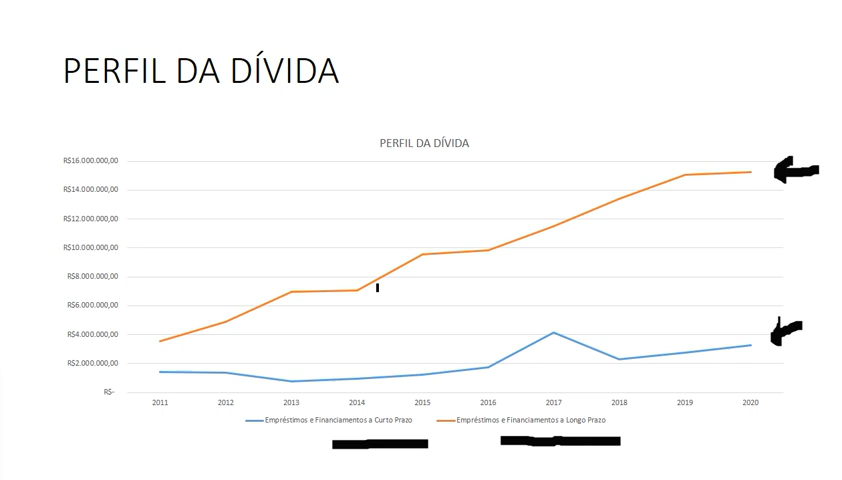 PERFIL DA DÍVIDA
PERFIL DA DÍVIDA
R$16.000.000,00
R$14.000.000,00
R$12.000.000,00
R$10.000.000,00
R$8.000.000,00
R$6.000.000,00
R$4.000.000,00
R$2.000.000,00
R$-
2011 2012 2013 2014 2015 2016 2017 2018 2019 2020
Empréstimos e Financiamentos a Curto Prazo Empréstimos e Financiamentos a Longo Prazo